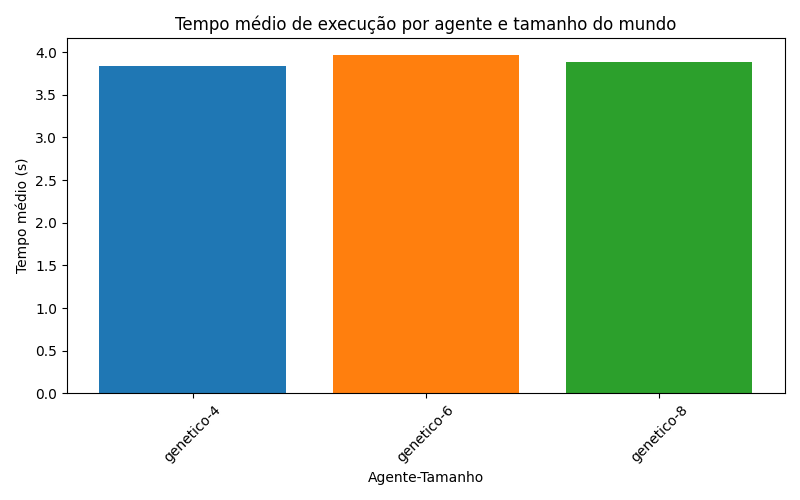 Tempo médio de execução por agente e tamanho do mundo
Tempo médio (s)
4.0
3.5
3.0
2.5
2.0
1.5
1.0
0.5
0.0
genetico-4
genetico-6
genetico-8
Agente-Tamanho